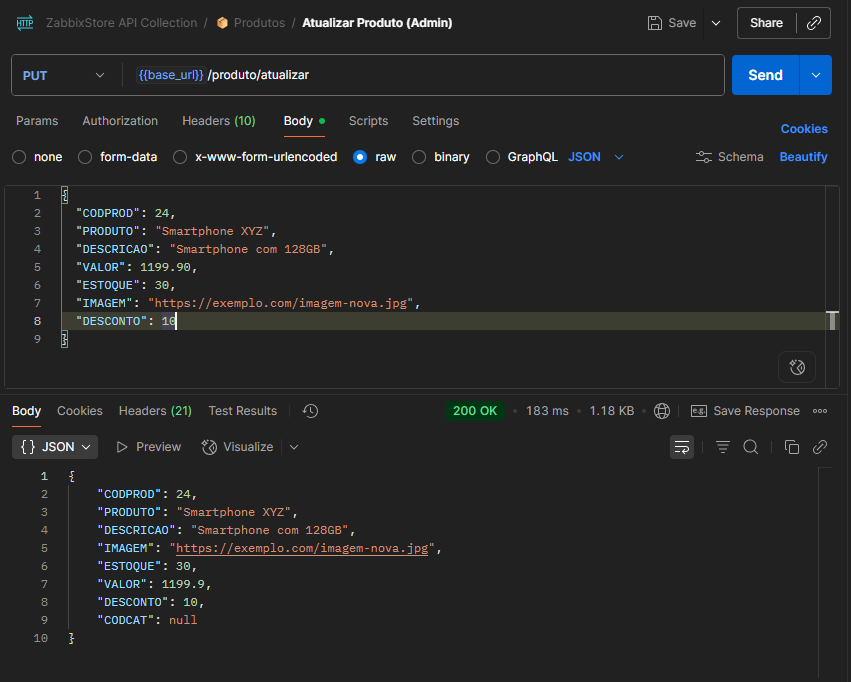 HTTP ZabbixStore API Collection / Produtos / Atualizar Produto (Admin) Save Share
PUT {{base_url}} /produto/atualizar Send
Params Authorization Headers (10) Body Scripts Settings Cookies
none form-data x-www-form-urlencoded raw binary GraphQL JSON Schema Beautify
1 {
2 "CODPROD": 24,
3 "PRODUTO": "Smartphone XYZ",
4 "DESCRICAO": "Smartphone com 128GB",
5 "VALOR": 1199.90,
6 "ESTOQUE": 30,
7 "IMAGEM": "https://exemplo.com/imagem-nova.jpg",
8 "DESCONTO": 10
9 }
Body Cookies Headers (21) Test Results 200 OK • 183 ms • 1.18 KB • e.g. Save Response
{ } JSON Preview Visualize
1 {
2 "CODPROD": 24,
3 "PRODUTO": "Smartphone XYZ",
4 "DESCRICAO": "Smartphone com 128GB",
5 "IMAGEM": "https://exemplo.com/imagem-nova.jpg",
6 "ESTOQUE": 30,
7 "VALOR": 1199.9,
8 "DESCONTO": 10,
9 "CODCAT": null
10 }